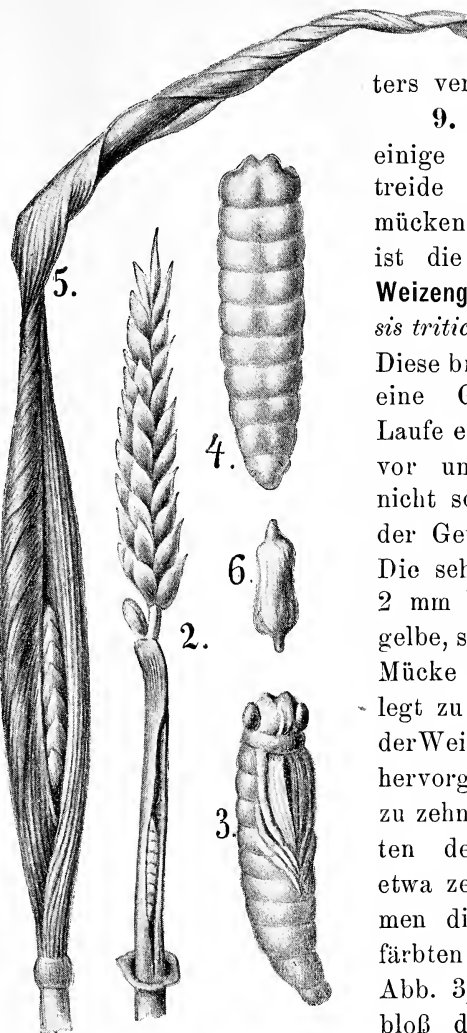 ters ver
9.
einige
treide
mücken
ist die
Weizeng
sis tritic
Diese br
eine
Laufe e
vor un
nicht so
der Ge
Die seh
2 mm
gelbe, s
Mücke
legt zu
derWei
hervorg
zu zehn
ten de
etwa ze
men di
färbten
Abb. 3,
bloß d
5.
4.
6.
2.
3.